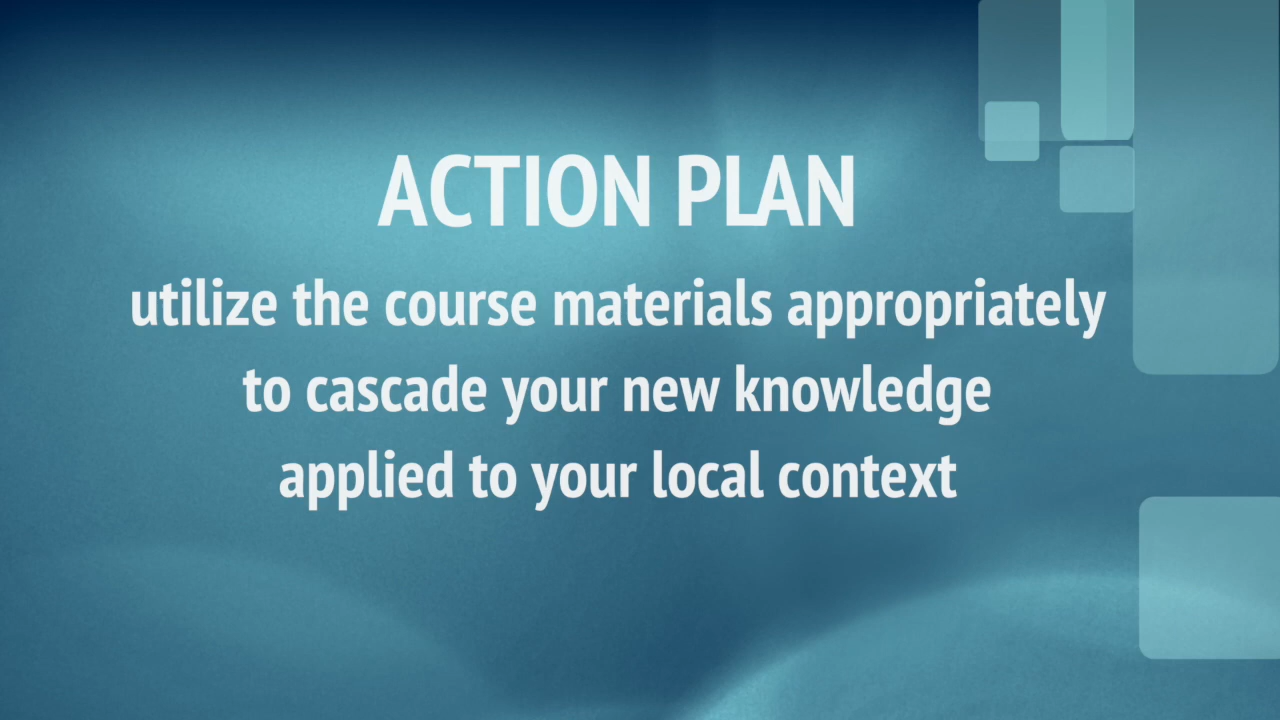 ACTION PLAN
utilize the course materials appropriately
to cascade your new knowledge
applied to your local context